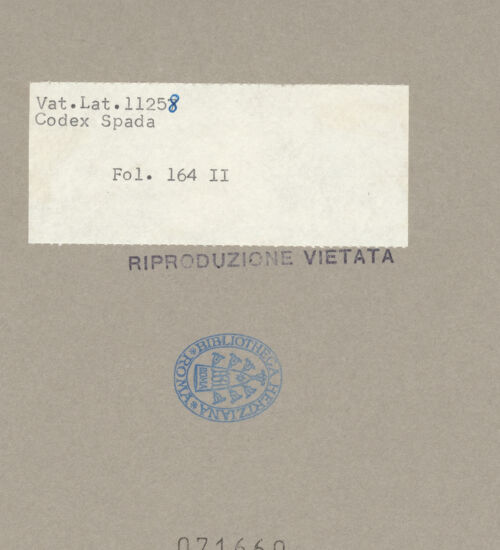 Vat.Lat.11258
Codex Spada
Fol. 164 II
RIPRODUZIONE VIETATA
BIBLIOTHECA HERTZIANA ROMA
071660